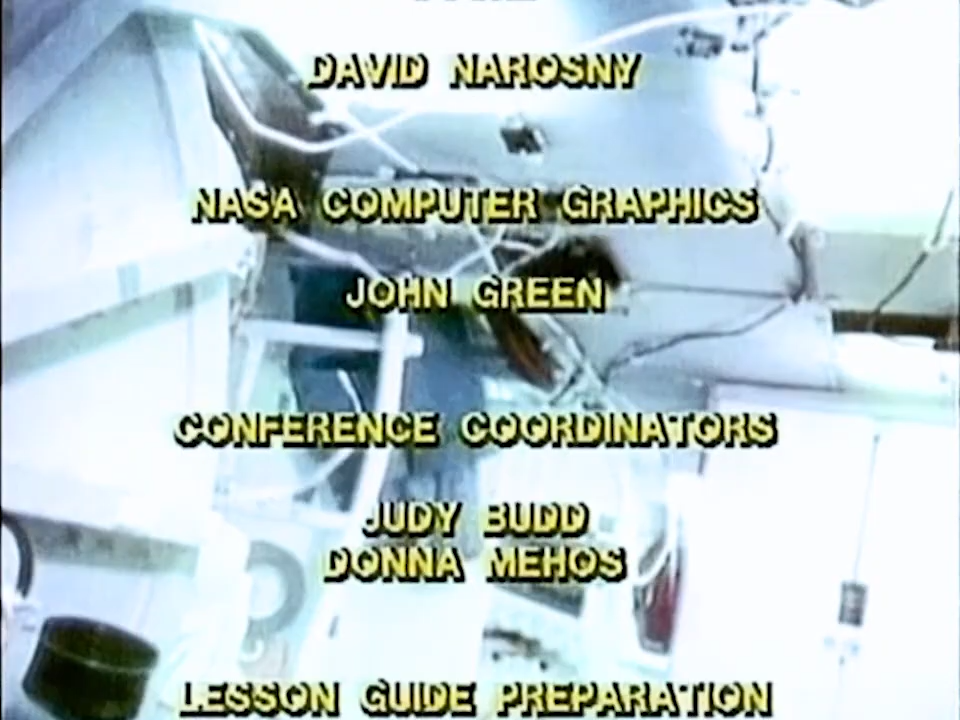 DAVID NAROSNY
NASA COMPUTER GRAPHICS
JOHN GREEN
CONFERENCE COORDINATORS
JUDY BUDD
DONNA MEHOS
LESSON GUIDE PREPARATION